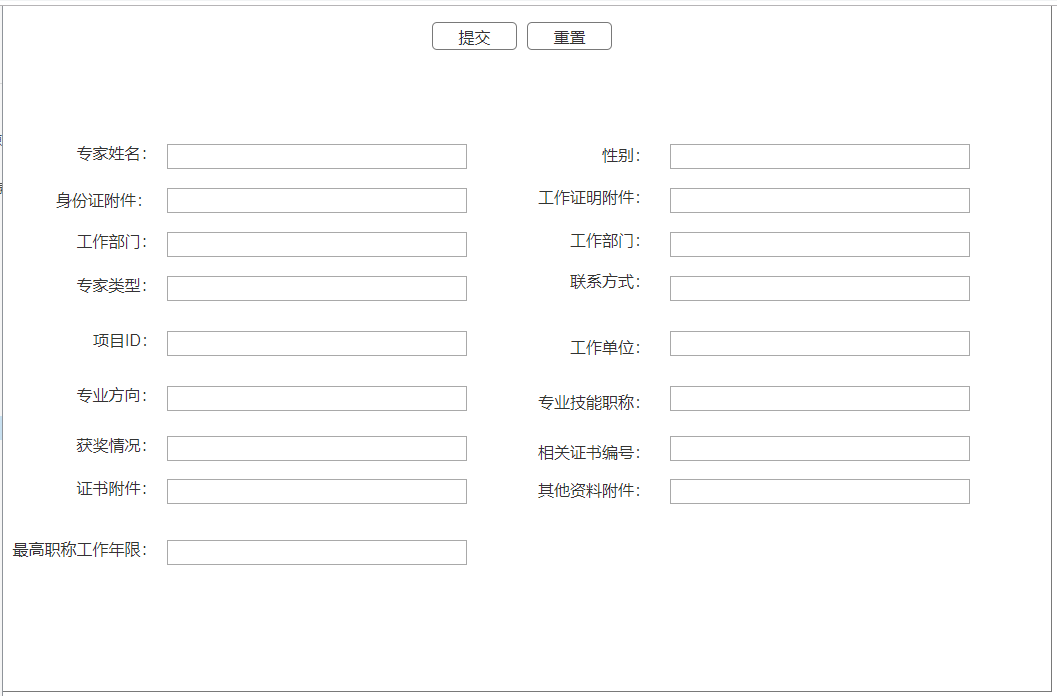 提交 重置
专家姓名： 性别：
身份证附件： 工作证明附件：
工作部门： 工作部门：
专家类型： 联系方式：
项目ID： 工作单位：
专业方向： 专业技能职称：
获奖情况： 相关证书编号：
证书附件： 其他资料附件：
最高职称工作年限：